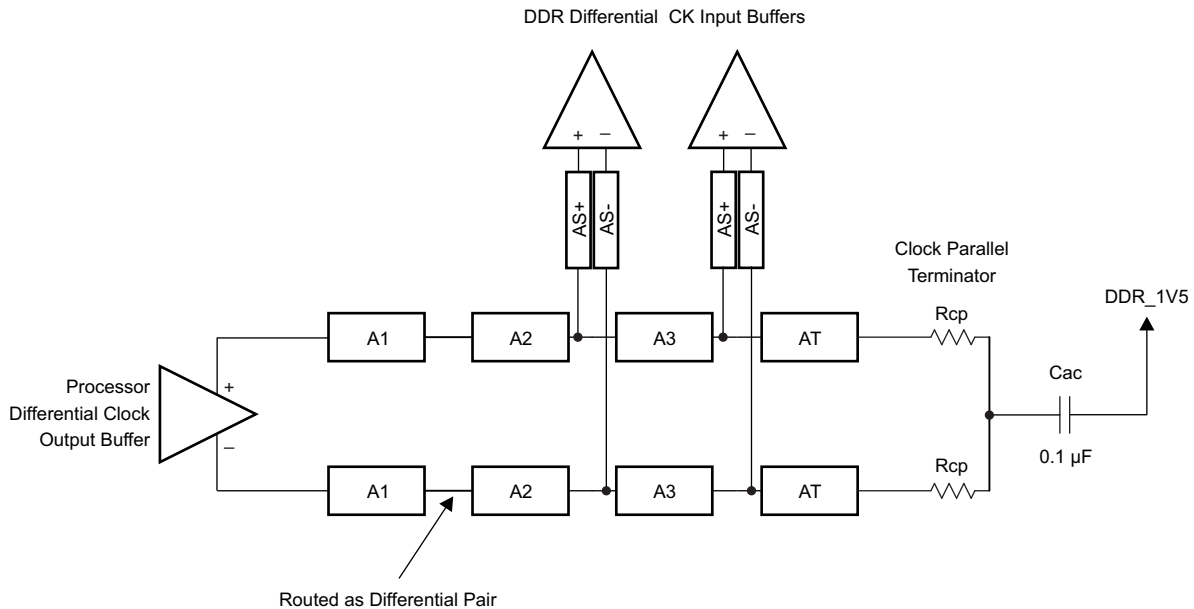 DDR Differential CK Input Buffers
+ – + –
AS+ AS- AS+ AS-
Clock Parallel
Terminator
DDR_1V5
Rcp
A1 A2 A3 AT
Cac
Processor
Differential Clock
Output Buffer
+
–
0.1 µF
Rcp
A1 A2 A3 AT
Routed as Differential Pair